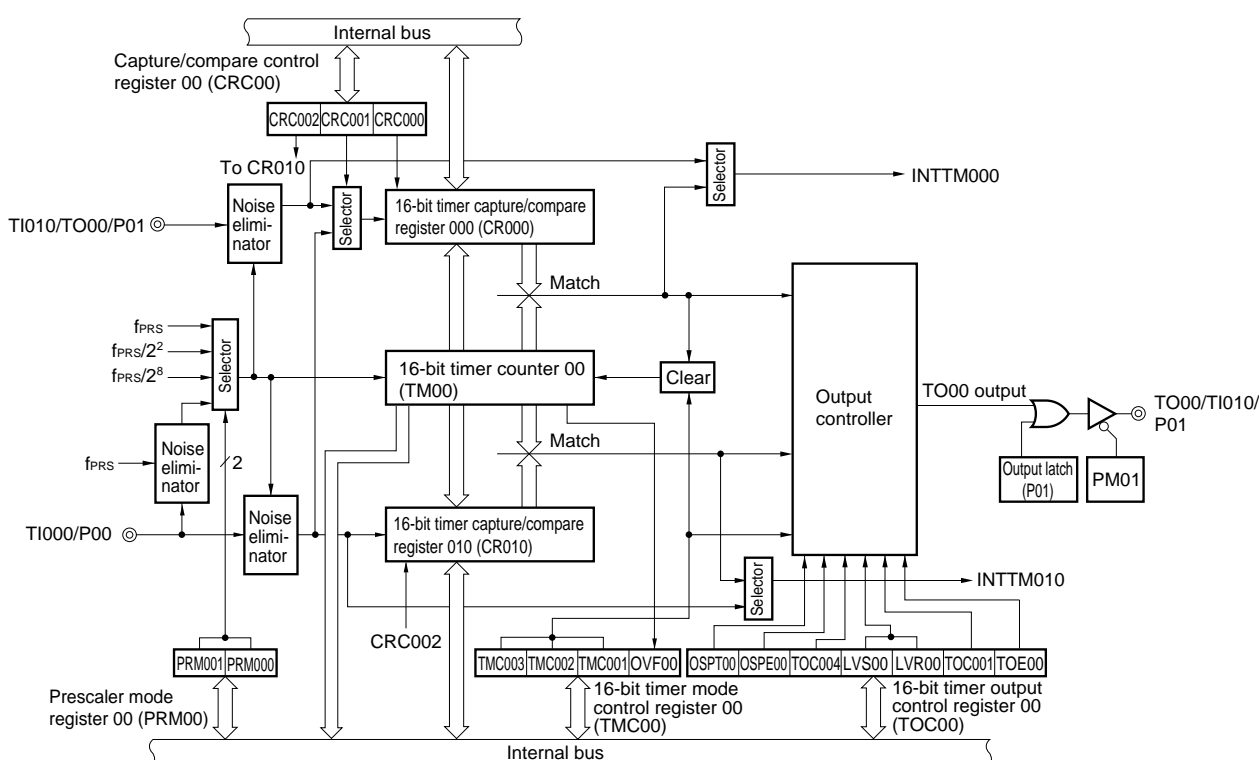 Internal bus
Capture/compare control
register 00 (CRC00)
CRC002 CRC001 CRC000
To CR010
TI010/TO00/P01
Noise
elimi-
nator
Selector
16-bit timer capture/compare
register 000 (CR000)
Selector
INTTM000
Match
fPRS
fPRS/2²
fPRS/2⁸
Selector
16-bit timer counter 00
(TM00)
Clear
Output
controller
TO00 output
TO00/TI010/
P01
Output latch
(P01)
PM01
fPRS
Noise
elimi-
nator
2
Match
TI000/P00
Noise
elimi-
nator
16-bit timer capture/compare
register 010 (CR010)
Selector
INTTM010
CRC002
PRM001 PRM000
TMC003 TMC002 TMC001 OVF00
OSPT00 OSPE00 TOC004 LVS00 LVR00 TOC001 TOE00
Prescaler mode
register 00 (PRM00)
16-bit timer mode
control register 00
(TMC00)
16-bit timer output
control register 00
(TOC00)
Internal bus